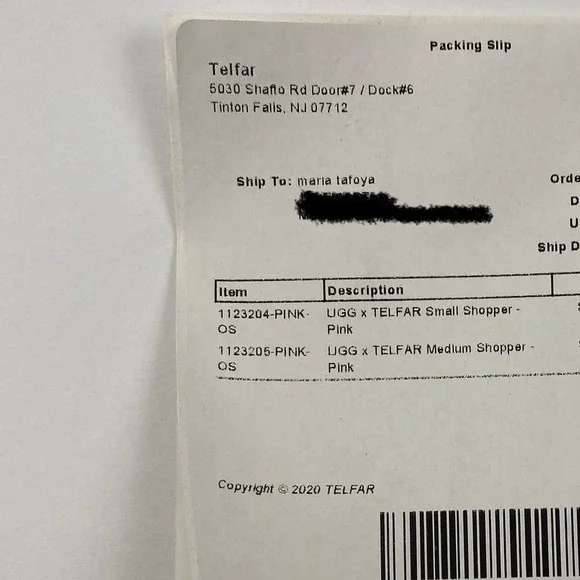 Packing Slip
Telfar
5030 Shafto Rd Door#7 / Dock#6
Tinton Falls, NJ 07712
Ship To: maria tafoya
Orde
D
U
Ship D
Item Description
1123204-PINK- UGG x TELFAR Small Shopper -
OS Pink
1123205-PINK- UGG x TELFAR Medium Shopper -
OS Pink
Copyright © 2020 TELFAR